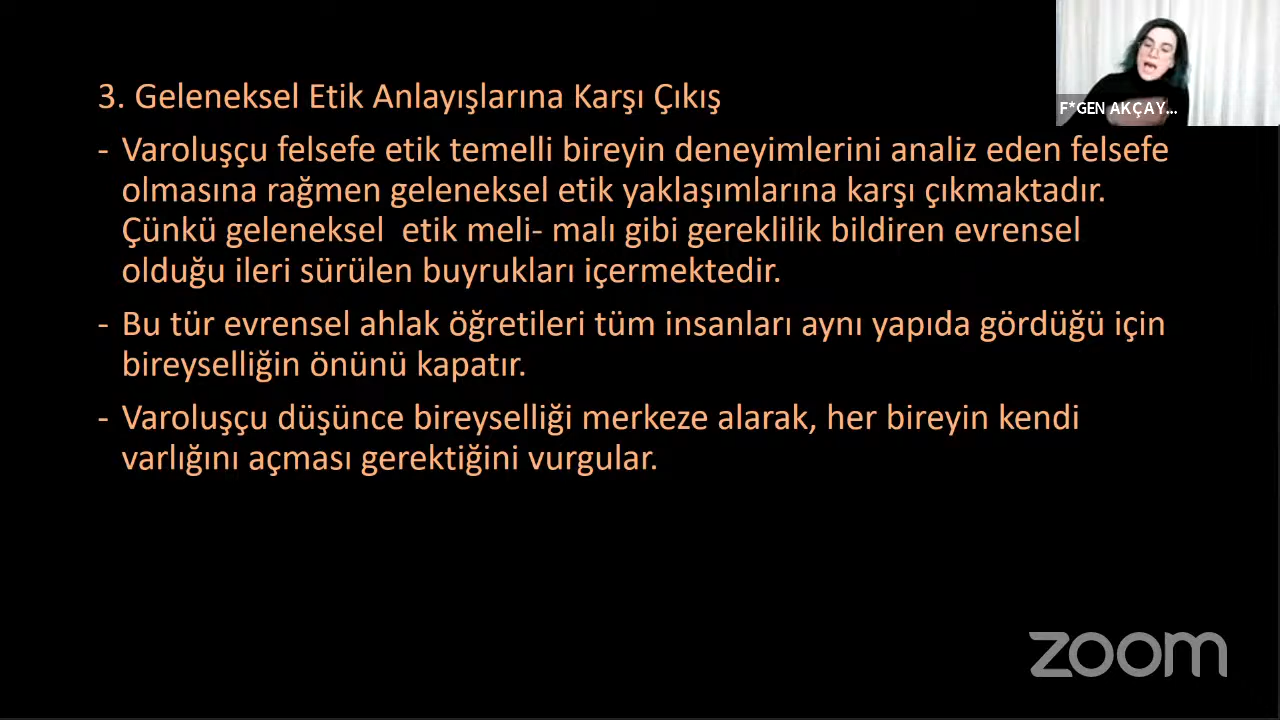 3. Geleneksel Etik Anlayışlarına Karşı Çıkış
F*GEN AKÇAY...
- Varoluşçu felsefe etik temelli bireyin deneyimlerini analiz eden felsefe
olmasına rağmen geleneksel etik yaklaşımlarına karşı çıkmaktadır.
Çünkü geleneksel  etik meli- malı gibi gereklilik bildiren evrensel
olduğu ileri sürülen buyrukları içermektedir.
- Bu tür evrensel ahlak öğretileri tüm insanları aynı yapıda gördüğü için
bireyselliğin önünü kapatır.
- Varoluşçu düşünce bireyselliği merkeze alarak, her bireyin kendi
varlığını açması gerektiğini vurgular.
zoom